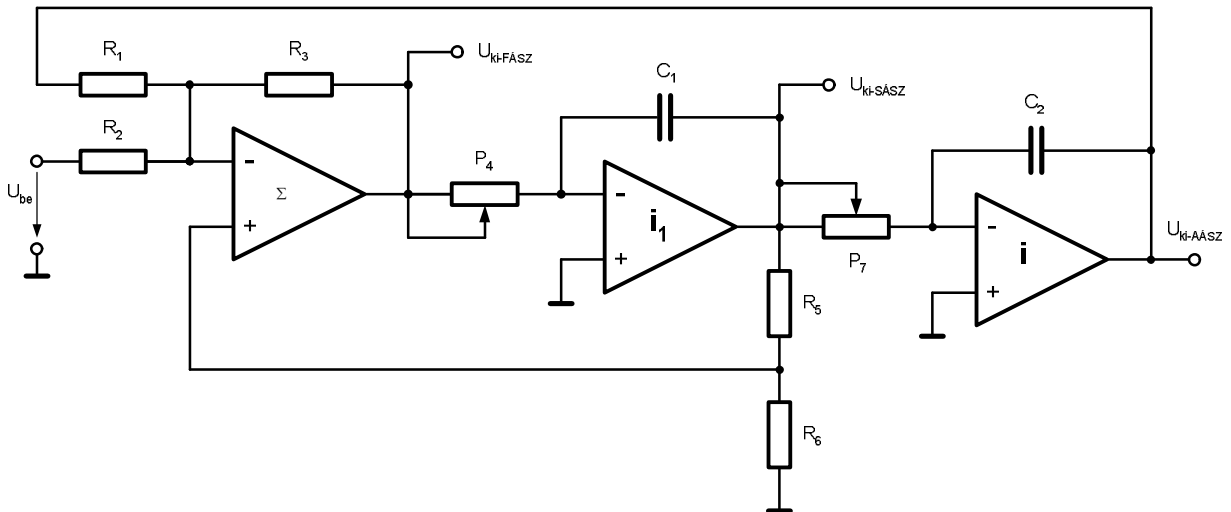 R1
R3
Uki-FÁSZ
C1
Uki-SÁSZ
C2
R2
P4
Ube
-
Σ
+
-
i1
+
P7
-
i
+
Uki-AÁSZ
R5
R6